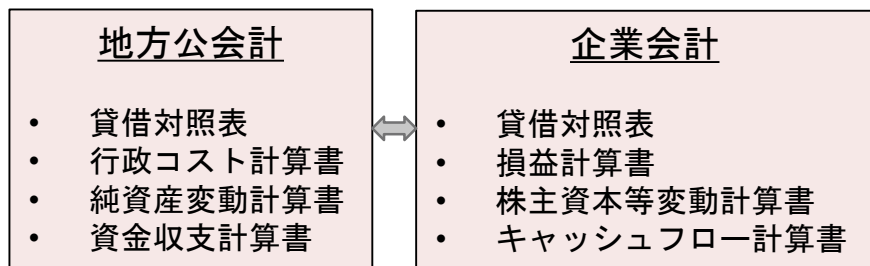 地方公会計
• 貸借対照表
• 行政コスト計算書
• 純資産変動計算書
• 資金収支計算書
企業会計
• 貸借対照表
• 損益計算書
• 株主資本等変動計算書
• キャッシュフロー計算書